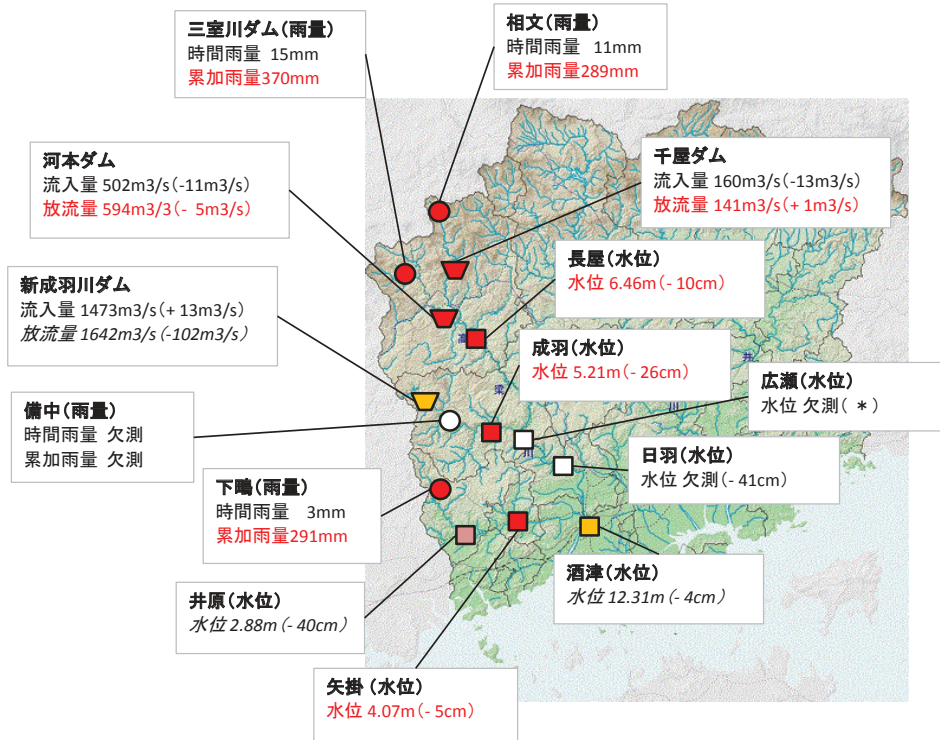 三室川ダム（雨量）
時間雨量 15mm
累加雨量370mm
相文（雨量）
時間雨量 11mm
累加雨量289mm
河本ダム
流入量 502m3/s（-11m3/s）
放流量 594m3/3（- 5m3/s）
千屋ダム
流入量 160m3/s（-13m3/s）
放流量 141m3/s（+ 1m3/s）
長屋（水位）
水位 6.46m（- 10cm）
新成羽川ダム
流入量 1473m3/s（+ 13m3/s）
放流量 1642m3/s（-102m3/s）
成羽（水位）
水位 5.21m（- 26cm）
広瀬（水位）
水位 欠測（ ＊）
備中（雨量）
時間雨量 欠測
累加雨量 欠測
日羽（水位）
水位 欠測（- 41cm）
下鴫（雨量）
時間雨量 3mm
累加雨量291mm
酒津（水位）
水位 12.31m（- 4cm）
井原（水位）
水位 2.88m（- 40cm）
矢掛（水位）
水位 4.07m（- 5cm）
高
梁
川
井
川